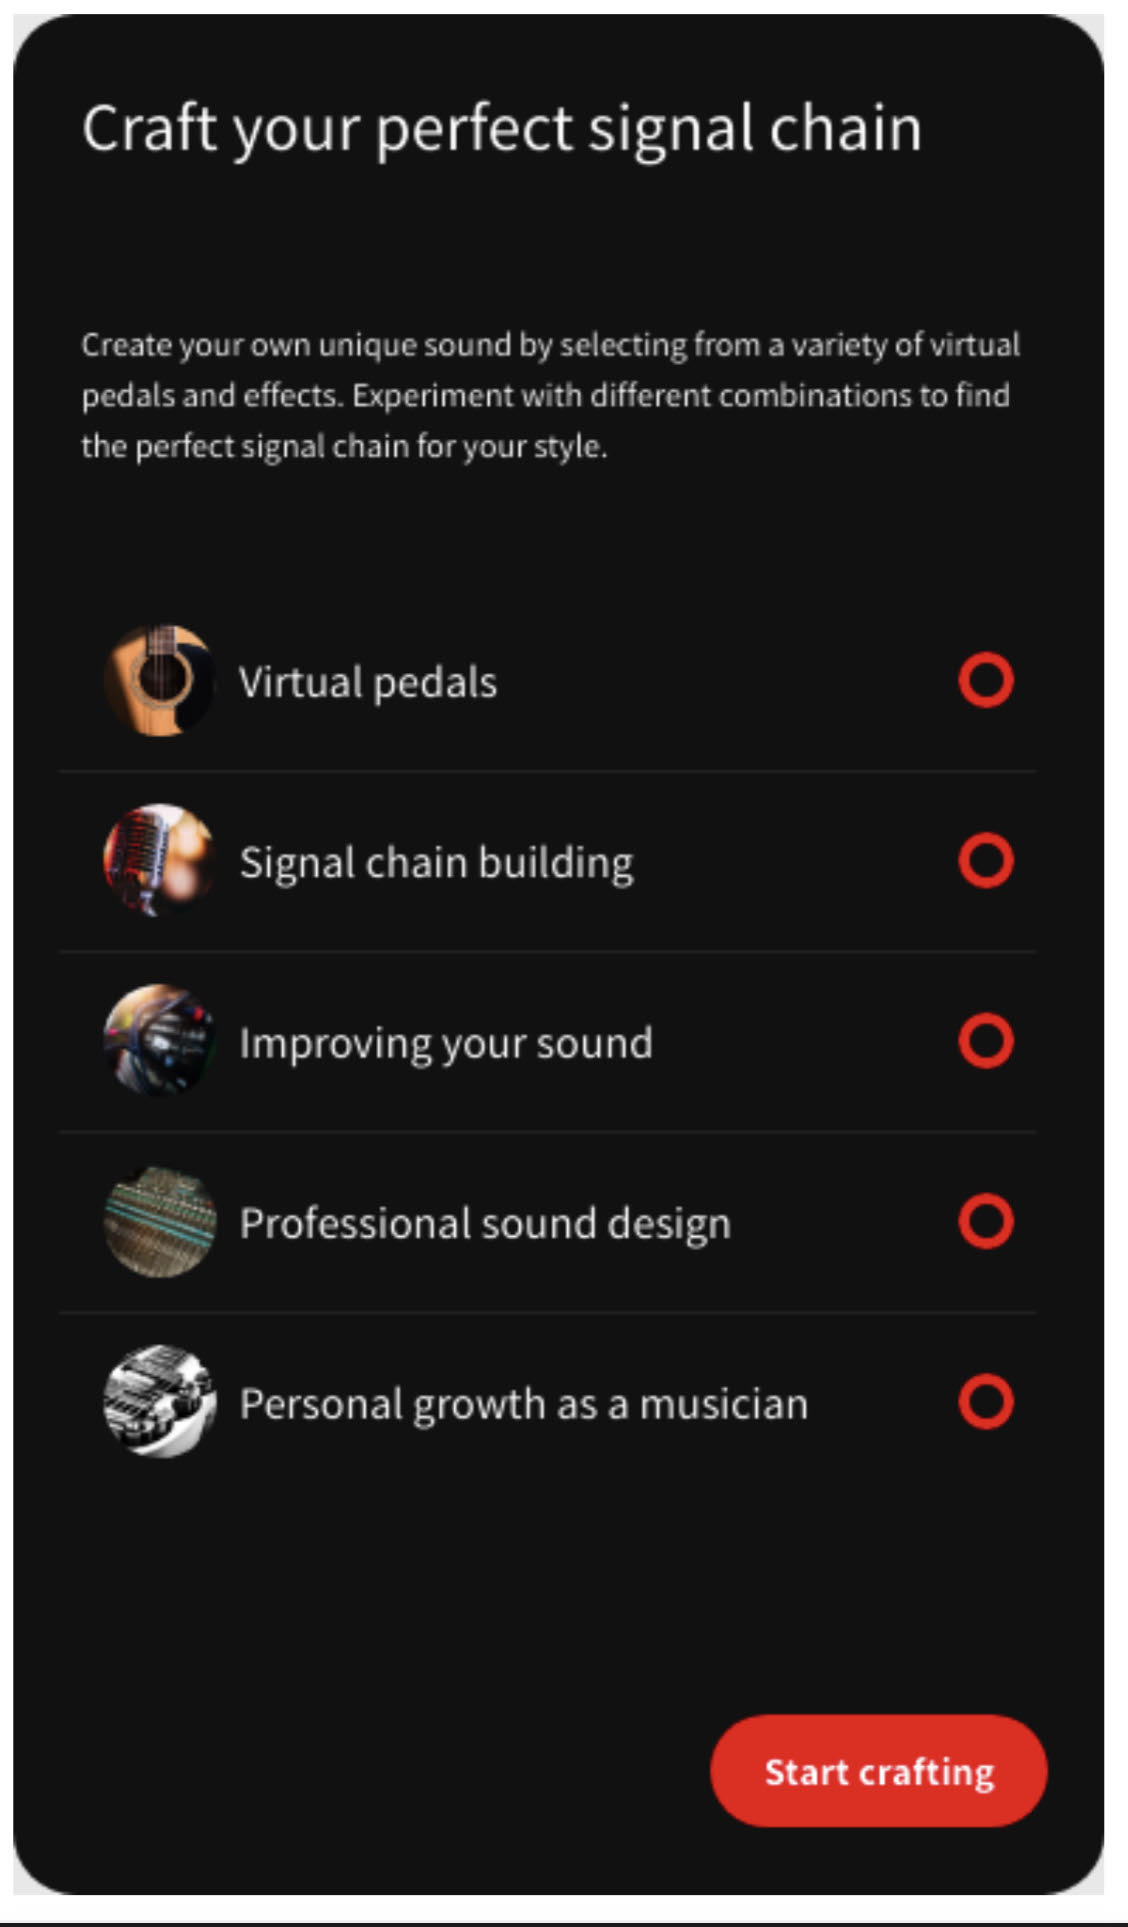 Craft your perfect signal chain
Create your own unique sound by selecting from a variety of virtual
pedals and effects. Experiment with different combinations to find
the perfect signal chain for your style.
Virtual pedals
Signal chain building
Improving your sound
Professional sound design
Personal growth as a musician
Start crafting